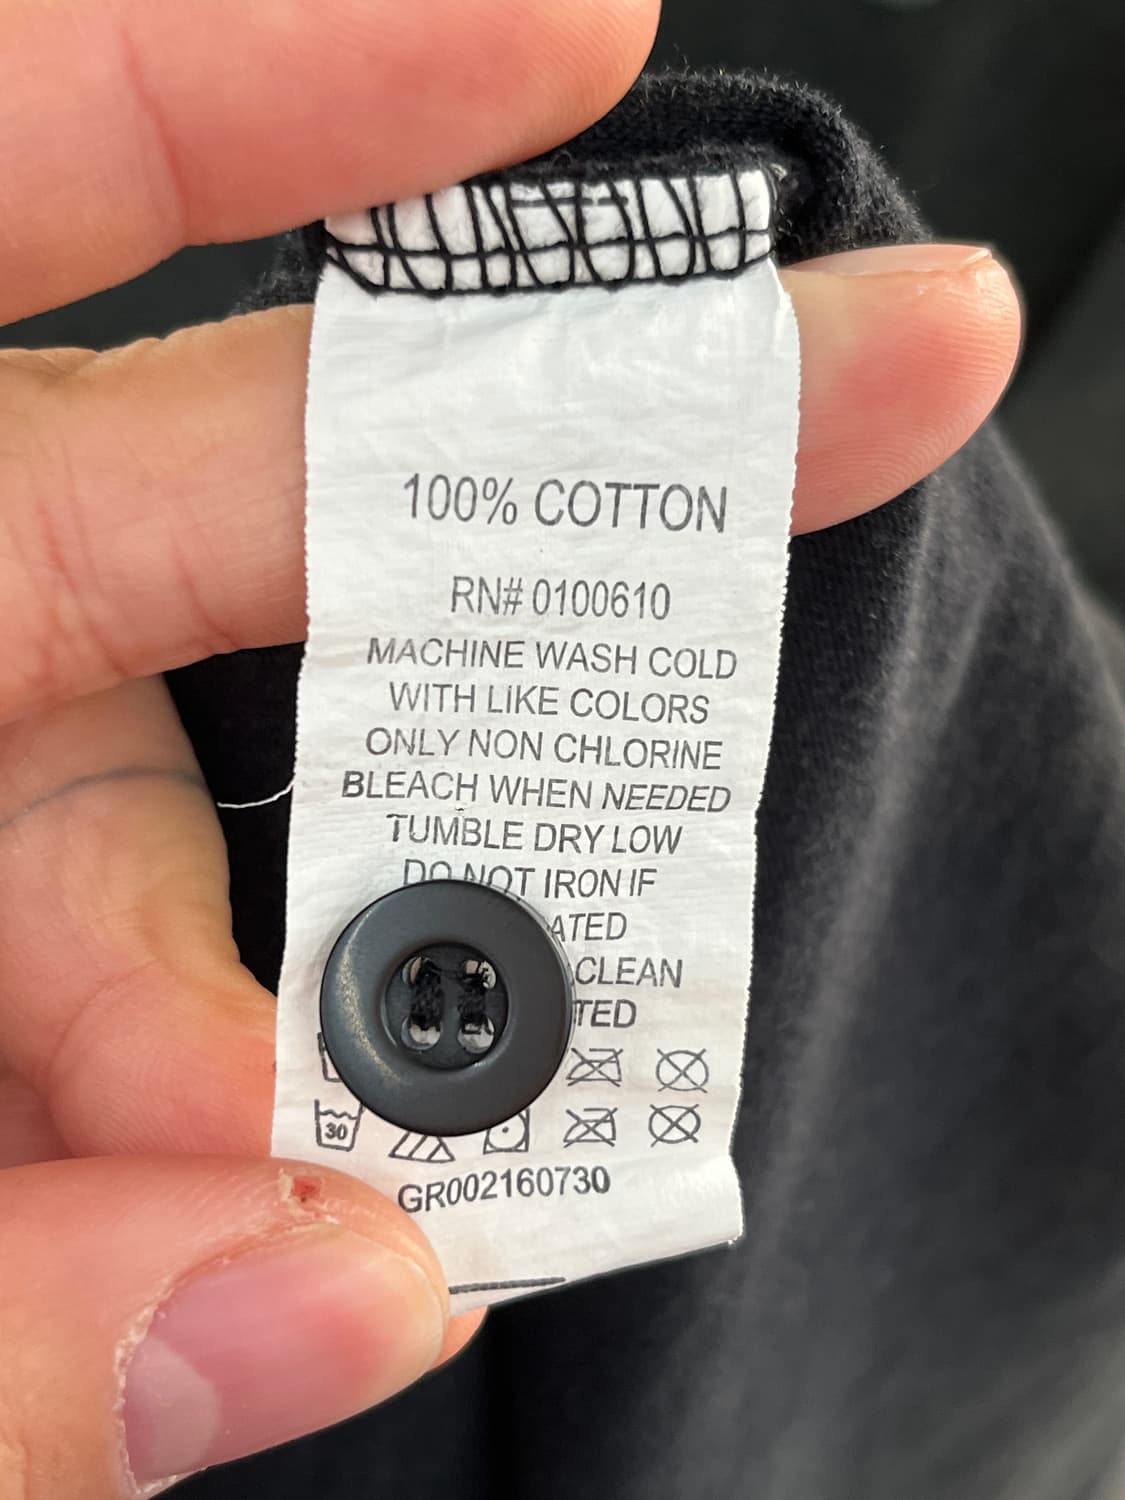 100% COTTON
RN# 0100610
MACHINE WASH COLD
WITH LIKE COLORS
ONLY NON CHLORINE
BLEACH WHEN NEEDED
TUMBLE DRY LOW
DO NOT IRON IF
ATED
CLEAN
TED
30
GR002160730